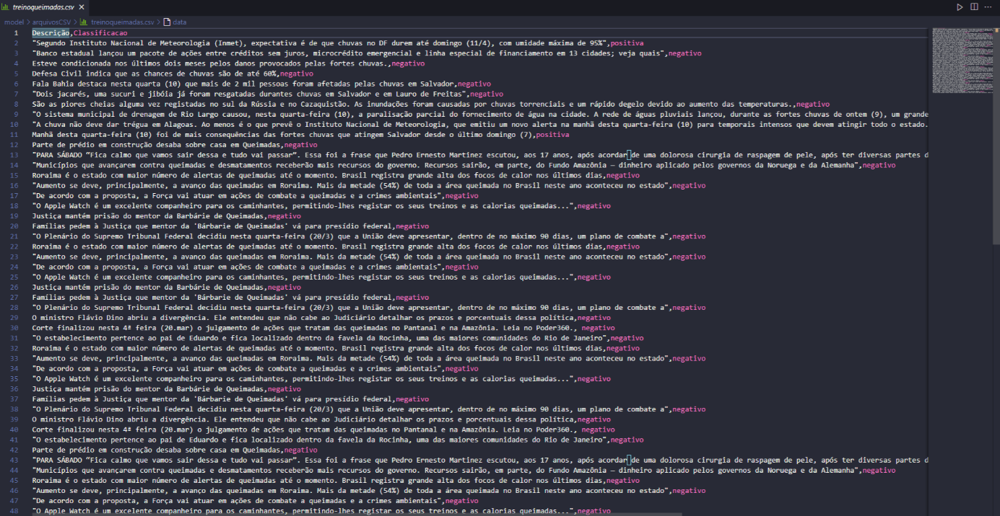 treinoqueimadas.csv
model > arquivosCSV > treinoqueimadas.csv > data
1 Descrição,Classificacao
2 "Segundo Instituto Nacional de Meteorologia (Inmet), expectativa é de que chuvas no DF durem até domingo (11/4), com umidade máxima de 95%",positiva
3 "Banco estadual lançou um pacote de ações entre créditos sem juros, microcrédito emergencial e linha especial de financiamento em 13 cidades; veja quais",negativo
4 Esteve condicionada nos últimos dois meses pelos danos provocados pelas fortes chuvas.,negativo
5 Defesa Civil indica que as chances de chuvas são de até 60%,negativo
6 Fala Bahia destaca nesta quarta (10) que mais de 2 mil pessoas foram afetadas pelas chuvas em Salvador,negativo
7 "Dois jacarés, uma sucuri e jibóia já foram resgatadas durantes chuvas em Salvador e em Lauro de Freitas",negativo
8 São as piores cheias alguma vez registadas no sul da Rússia e no Cazaquistão. As inundações foram causadas por chuvas torrenciais e um rápido degelo devido ao aumento das temperaturas.,negativo
9 "O sistema municipal de drenagem de Rio Largo causou, nesta quarta-feira (10), a paralisação parcial do fornecimento de água na cidade. A rede de águas pluviais lançou, durante as fortes chuvas de ontem (9), um grande
10 "A chuva não deve dar trégua em Alagoas. Ao menos é o que prevê o Instituto Nacional de Meteorologia, que emitiu um novo alerta na manhã desta quarta-feira (10) para temporais intensos que devem atingir todo o estado.
11 Manhã desta quarta-feira (10) foi de mais consequências das fortes chuvas que atingem Salvador desde o último domingo (7),positiva
12 Parte de prédio em construção desaba sobre casa em Queimadas,negativo
13 "PARA SÁBADO “Fica calmo que vamos sair dessa e tudo vai passar”. Essa foi a frase que Pedro Ernesto Martinez escutou, aos 17 anos, após acordar de uma dolorosa cirurgia de raspagem de pele, após ter diversas partes d
14 "Municípios que avançarem contra queimadas e desmatamentos receberão mais recursos do governo. Recursos sairão, em parte, do Fundo Amazônia — dinheiro aplicado pelos governos da Noruega e da Alemanha",negativo
15 Roraima é o estado com maior número de alertas de queimadas até o momento. Brasil registra grande alta dos focos de calor nos últimos dias,negativo
16 "Aumento se deve, principalmente, a avanço das queimadas em Roraima. Mais da metade (54%) de toda a área queimada no Brasil neste ano aconteceu no estado",negativo
17 "De acordo com a proposta, a Força vai atuar em ações de combate a queimadas e a crimes ambientais",negativo
18 "O Apple Watch é um excelente companheiro para os caminhantes, permitindo-lhes registar os seus treinos e as calorias queimadas...",negativo
19 Justiça mantém prisão do mentor da Barbárie de Queimadas,negativo
20 Famílias pedem à Justiça que mentor da 'Bárbarie de Queimadas' vá para presídio federal,negativo
21 "O Plenário do Supremo Tribunal Federal decidiu nesta quarta-feira (20/3) que a União deve apresentar, dentro de no máximo 90 dias, um plano de combate a",negativo
22 Roraima é o estado com maior número de alertas de queimadas até o momento. Brasil registra grande alta dos focos de calor nos últimos dias,negativo
23 "Aumento se deve, principalmente, a avanço das queimadas em Roraima. Mais da metade (54%) de toda a área queimada no Brasil neste ano aconteceu no estado",negativo
24 "De acordo com a proposta, a Força vai atuar em ações de combate a queimadas e a crimes ambientais",negativo
25 "O Apple Watch é um excelente companheiro para os caminhantes, permitindo-lhes registar os seus treinos e as calorias queimadas...",negativo
26 Justiça mantém prisão do mentor da Barbárie de Queimadas,negativo
27 Famílias pedem à Justiça que mentor da 'Bárbarie de Queimadas' vá para presídio federal,negativo
28 "O Plenário do Supremo Tribunal Federal decidiu nesta quarta-feira (20/3) que a União deve apresentar, dentro de no máximo 90 dias, um plano de combate a",negativo
29 O ministro Flávio Dino abriu a divergência. Ele entendeu que não cabe ao Judiciário detalhar os prazos e porcentuais dessa política,negativo
30 Corte finalizou nesta 4ª feira (20.mar) o julgamento de ações que tratam das queimadas no Pantanal e na Amazônia. Leia no Poder360., negativo
31 "O estabelecimento pertence ao pai de Eduardo e fica localizado dentro da favela da Rocinha, uma das maiores comunidades do Rio de Janeiro",negativo
32 Roraima é o estado com maior número de alertas de queimadas até o momento. Brasil registra grande alta dos focos de calor nos últimos dias,negativo
33 "Aumento se deve, principalmente, a avanço das queimadas em Roraima. Mais da metade (54%) de toda a área queimada no Brasil neste ano aconteceu no estado",negativo
34 "De acordo com a proposta, a Força vai atuar em ações de combate a queimadas e a crimes ambientais",negativo
35 "O Apple Watch é um excelente companheiro para os caminhantes, permitindo-lhes registar os seus treinos e as calorias queimadas...",negativo
36 Justiça mantém prisão do mentor da Barbárie de Queimadas,negativo
37 Famílias pedem à Justiça que mentor da 'Bárbarie de Queimadas' vá para presídio federal,negativo
38 "O Plenário do Supremo Tribunal Federal decidiu nesta quarta-feira (20/3) que a União deve apresentar, dentro de no máximo 90 dias, um plano de combate a",negativo
39 O ministro Flávio Dino abriu a divergência. Ele entendeu que não cabe ao Judiciário detalhar os prazos e porcentuais dessa política,negativo
40 Corte finalizou nesta 4ª feira (20.mar) o julgamento de ações que tratam das queimadas no Pantanal e na Amazônia. Leia no Poder360., negativo
41 "O estabelecimento pertence ao pai de Eduardo e fica localizado dentro da favela da Rocinha, uma das maiores comunidades do Rio de Janeiro",negativo
42 Parte de prédio em construção desaba sobre casa em Queimadas,negativo
43 "PARA SÁBADO “Fica calmo que vamos sair dessa e tudo vai passar”. Essa foi a frase que Pedro Ernesto Martinez escutou, aos 17 anos, após acordar de uma dolorosa cirurgia de raspagem de pele, após ter diversas partes d
44 "Municípios que avançarem contra queimadas e desmatamentos receberão mais recursos do governo. Recursos sairão, em parte, do Fundo Amazônia — dinheiro aplicado pelos governos da Noruega e da Alemanha",negativo
45 Roraima é o estado com maior número de alertas de queimadas até o momento. Brasil registra grande alta dos focos de calor nos últimos dias,negativo
46 "Aumento se deve, principalmente, a avanço das queimadas em Roraima. Mais da metade (54%) de toda a área queimada no Brasil neste ano aconteceu no estado",negativo
47 "De acordo com a proposta, a Força vai atuar em ações de combate a queimadas e a crimes ambientais",negativo
48 "O Apple Watch é um excelente companheiro para os caminhantes, permitindo-lhes registar os seus treinos e as calorias queimadas...",negativo